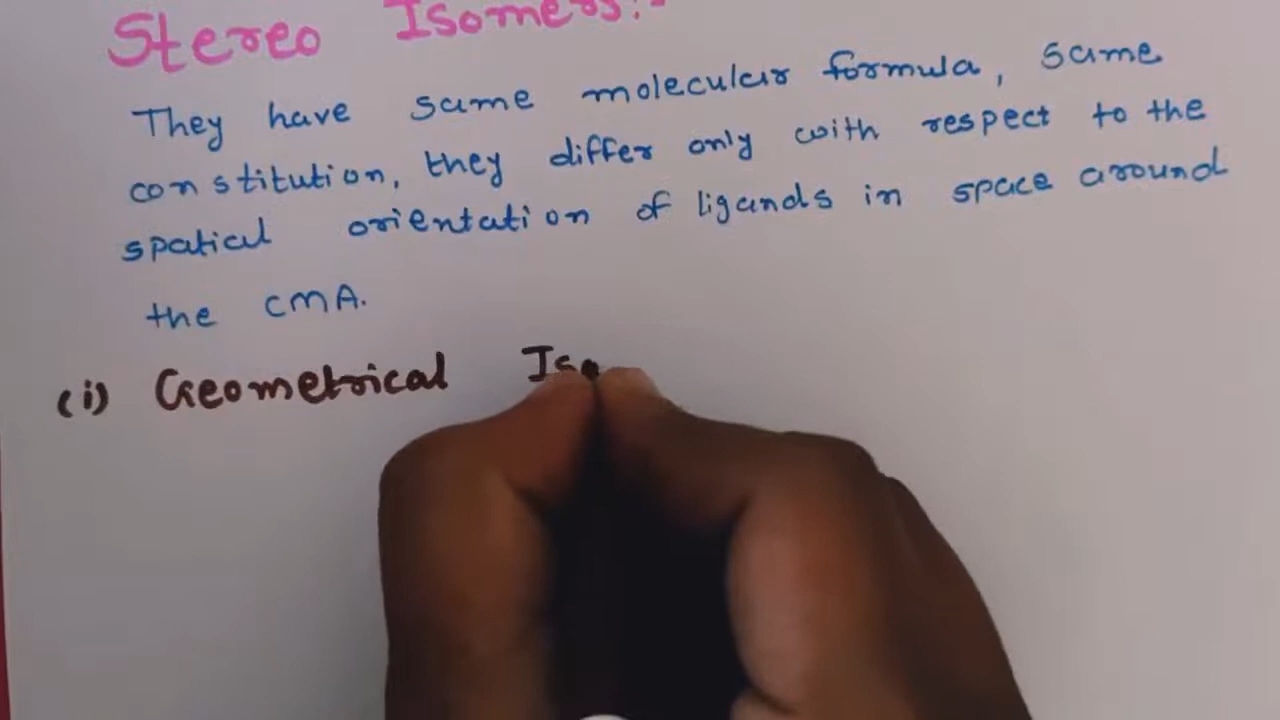 Stereo Isomers:-
They have same molecular formula, same
constitution, they differ only with respect to the
spatial orientation of ligands in space around
the CMA.
(i) Geometrical Iso